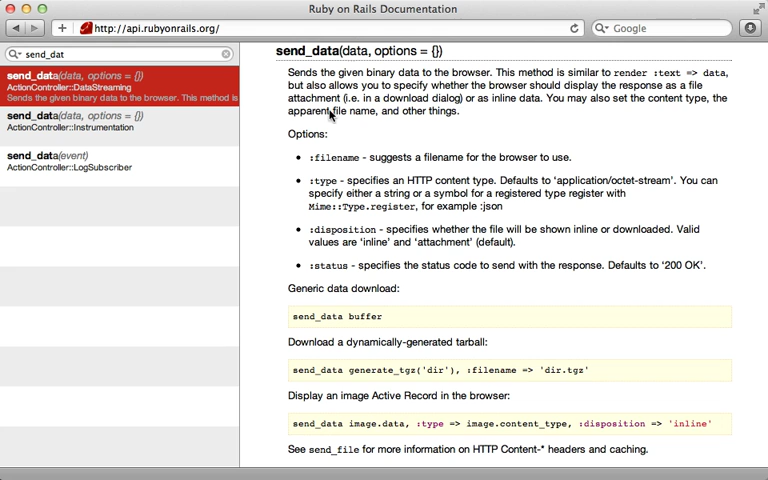 Ruby on Rails Documentation
http://api.rubyonrails.org/
Google
send_dat
send_data(data, options = {})
ActionController::DataStreaming
Sends the given binary data to the browser. This method is
send_data(data, options = {})
ActionController::Instrumentation
send_data(event)
ActionController::LogSubscriber
send_data(data, options = {})
Sends the given binary data to the browser. This method is similar to render :text => data,
but also allows you to specify whether the browser should display the response as a file
attachment (i.e. in a download dialog) or as inline data. You may also set the content type, the
apparent file name, and other things.
Options:
• :filename - suggests a filename for the browser to use.
• :type - specifies an HTTP content type. Defaults to ‘application/octet-stream’. You can
specify either a string or a symbol for a registered type register with
Mime::Type.register, for example :json
• :disposition - specifies whether the file will be shown inline or downloaded. Valid
values are ‘inline’ and ‘attachment’ (default).
• :status - specifies the status code to send with the response. Defaults to ‘200 OK’.
Generic data download:
send_data buffer
Download a dynamically-generated tarball:
send_data generate_tgz('dir'), :filename => 'dir.tgz'
Display an image Active Record in the browser:
send_data image.data, :type => image.content_type, :disposition => 'inline'
See send_file for more information on HTTP Content-* headers and caching.